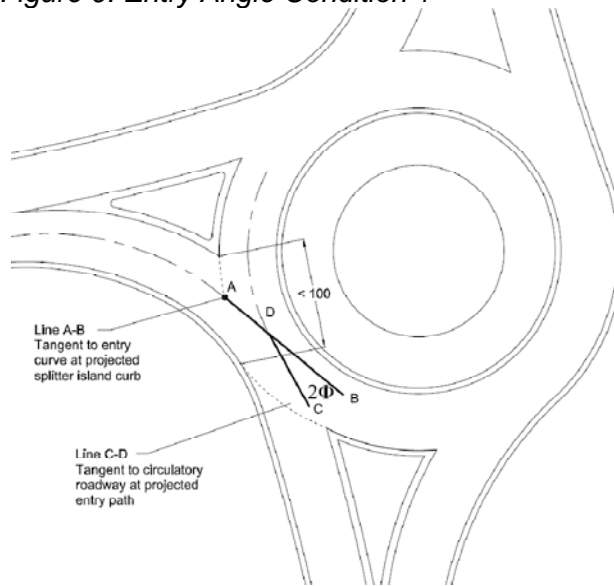 Figure 5: Entry Angle Condition 1
A
< 100
D
Line A-B
Tangent to entry
curve at projected
splitter island curb
2Φ
B
C
Line C-D
Tangent to circulatory
roadway at projected
entry path